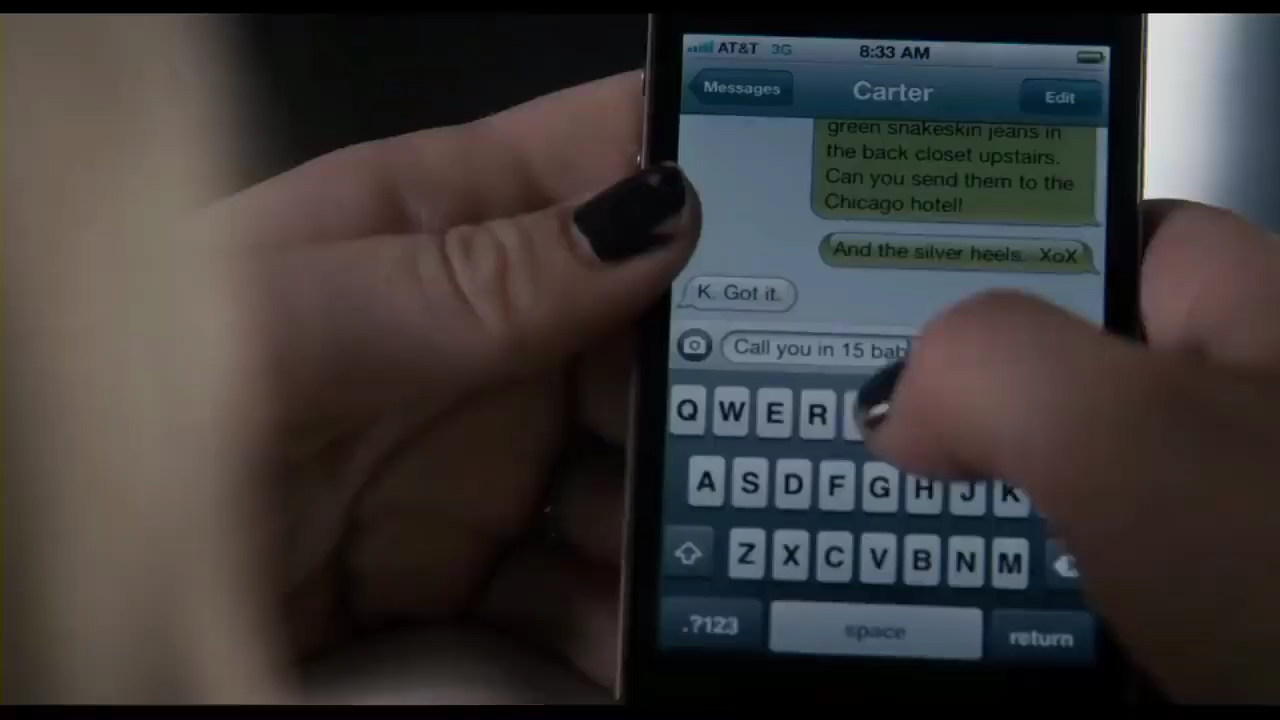 AT&T 3G 8:33 AM
Messages Carter Edit
green snakeskin jeans in
the back closet upstairs.
Can you send them to the
Chicago hotel!
And the silver heels. XoX
K. Got it.
Call you in 15 bab
Q W E R
A S D F G H J K
Z X C V B N M
.?123 space return